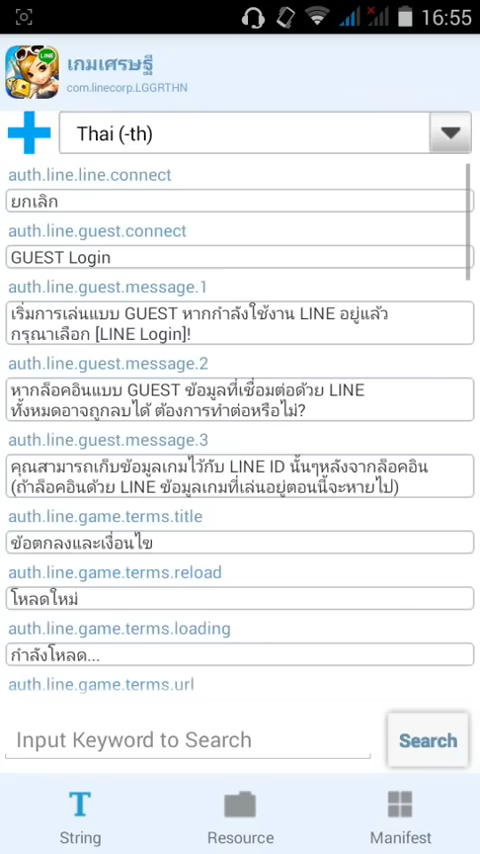 16:55
LINE
เกมเศรษฐี
com.linecorp.LGGRTHN
Thai (-th)
auth.line.line.connect
ยกเลิก
auth.line.guest.connect
GUEST Login
auth.line.guest.message.1
เริ่มการเล่นแบบ GUEST หากกำลังใช้งาน LINE อยู่แล้ว
กรุณาเลือก [LINE Login]!
auth.line.guest.message.2
หากล็อคอินแบบ GUEST ข้อมูลที่เชื่อมต่อด้วย LINE
ทั้งหมดอาจถูกลบได้ ต้องการทำต่อหรือไม่?
auth.line.guest.message.3
คุณสามารถเก็บข้อมูลเกมไว้กับ LINE ID นั้นๆหลังจากล็อคอิน
(ถ้าล็อคอินด้วย LINE ข้อมูลเกมที่เล่นอยู่ตอนนี้จะหายไป)
auth.line.game.terms.title
ข้อตกลงและเงื่อนไข
auth.line.game.terms.reload
โหลดใหม่
auth.line.game.terms.loading
กำลังโหลด...
auth.line.game.terms.url
Input Keyword to Search
Search
String
Resource
Manifest